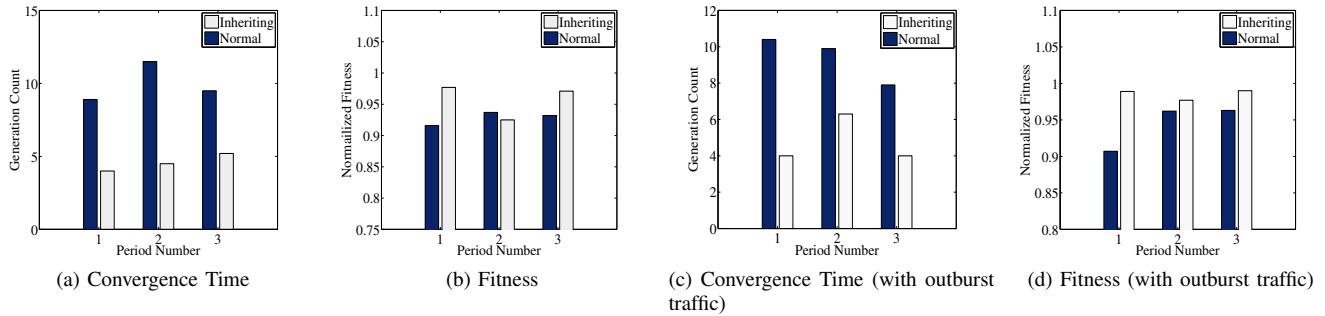 15
10
5
0
Generation Count
Inheriting
Normal
1 2 3
Period Number
(a) Convergence Time
1.1
1.05
1
0.95
0.9
0.85
0.8
0.75
Normailized Fitness
Inheriting
Normal
1 2 3
Period Number
(b) Fitness
12
10
8
6
4
2
0
Generation Count
Inheriting
Normal
1 2 3
Period Number
(c) Convergence Time (with outburst
traffic)
1.1
1.05
1
0.95
0.9
0.85
0.8
Normalized Fitness
Inheriting
Normal
1 2 3
Period Number
(d) Fitness (with outburst traffic)